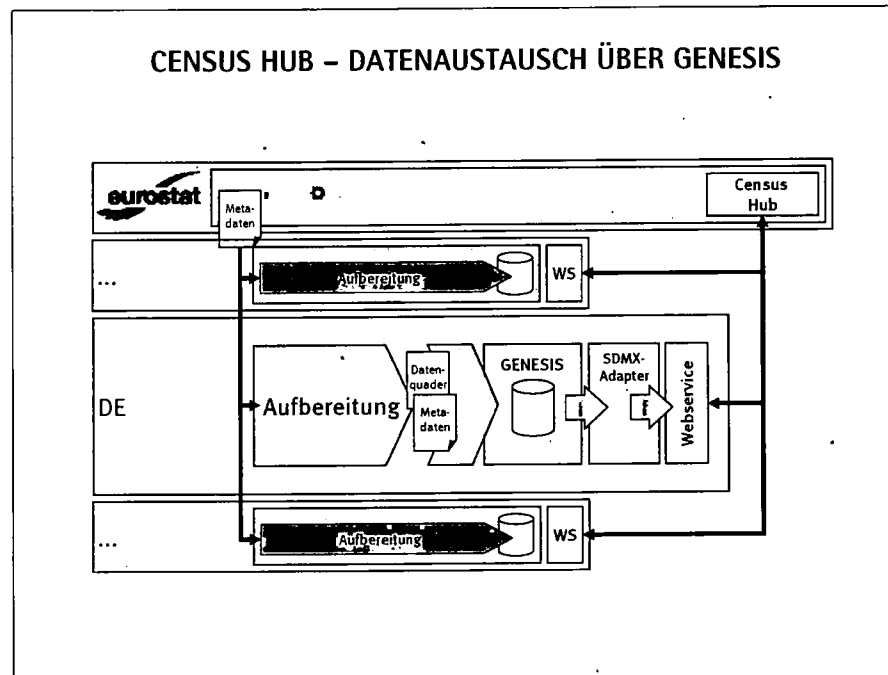 CENSUS HUB – DATENAUSTAUSCH ÜBER GENESIS
eurostat
Meta-
daten
D
Census
Hub
...
Aufbereitung
WS
DE
Aufbereitung
Daten-
quader
Meta-
daten
GENESIS
SDMX-
Adapter
Webservice
...
Aufbereitung
WS